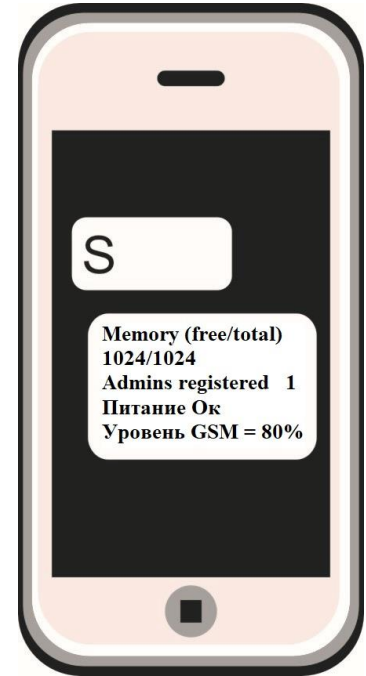 S
Memory (free/total)
1024/1024
Admins registered 1
Питание Ок
Уровень GSM = 80%